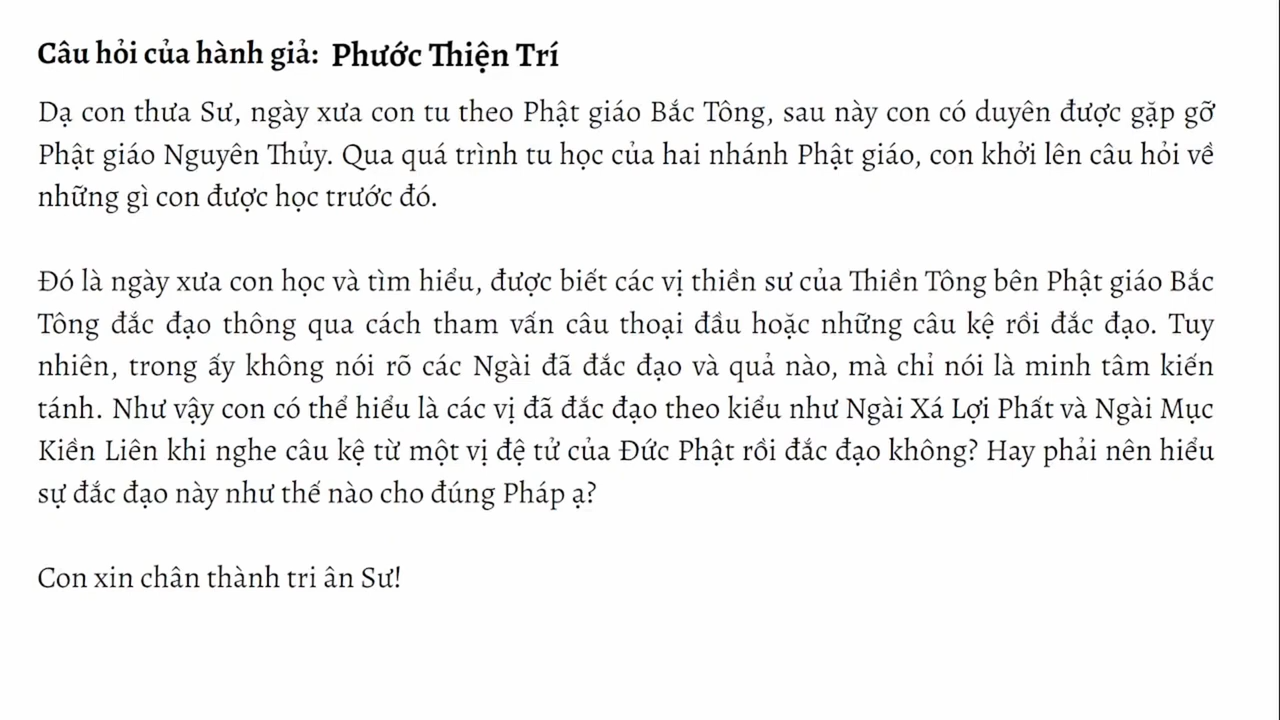 Câu hỏi của hành giả: Phước Thiện Trí
Dạ con thưa Sư, ngày xưa con tu theo Phật giáo Bắc Tông, sau này con có duyên được gặp gỡ
Phật giáo Nguyên Thủy. Qua quá trình tu học của hai nhánh Phật giáo, con khởi lên câu hỏi về
những gì con được học trước đó.
Đó là ngày xưa con học và tìm hiểu, được biết các vị thiền sư của Thiền Tông bên Phật giáo Bắc
Tông đắc đạo thông qua cách tham vấn câu thoại đầu hoặc những câu kệ rồi đắc đạo. Tuy
nhiên, trong ấy không nói rõ các Ngài đã đắc đạo và quả nào, mà chỉ nói là minh tâm kiến
tánh. Như vậy con có thể hiểu là các vị đã đắc đạo theo kiểu như Ngài Xá Lợi Phất và Ngài Mục
Kiền Liên khi nghe câu kệ từ một vị đệ tử của Đức Phật rồi đắc đạo không? Hay phải nên hiểu
sự đắc đạo này như thế nào cho đúng Pháp ạ?
Con xin chân thành tri ân Sư!